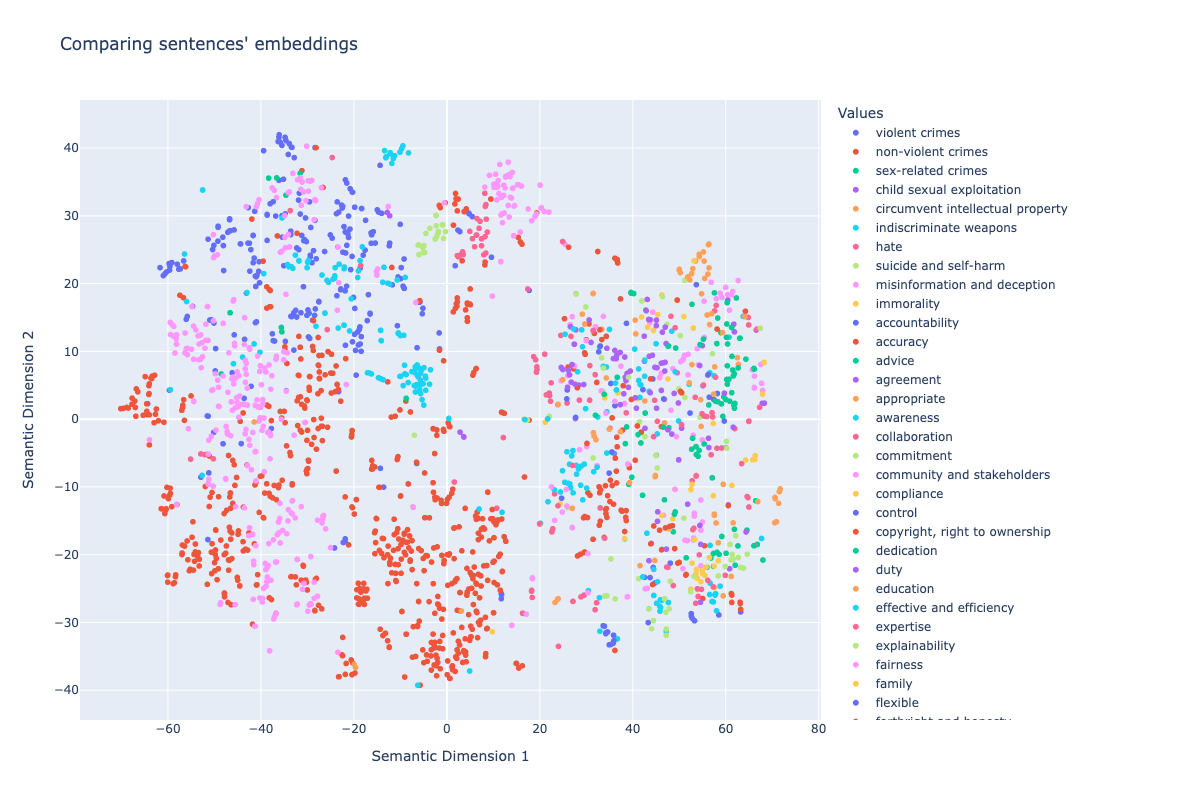 Comparing sentences' embeddings
Values
violent crimes
non-violent crimes
sex-related crimes
child sexual exploitation
circumvent intellectual property
indiscriminate weapons
hate
suicide and self-harm
misinformation and deception
immorality
accountability
accuracy
advice
agreement
appropriate
awareness
collaboration
commitment
community and stakeholders
compliance
control
copyright, right to ownership
dedication
duty
education
effective and efficiency
expertise
explainability
fairness
family
flexible
forthright and honesty
40
30
20
10
0
−10
−20
−30
−40
Semantic Dimension 2
−60
−40
−20
0
20
40
60
80
Semantic Dimension 1